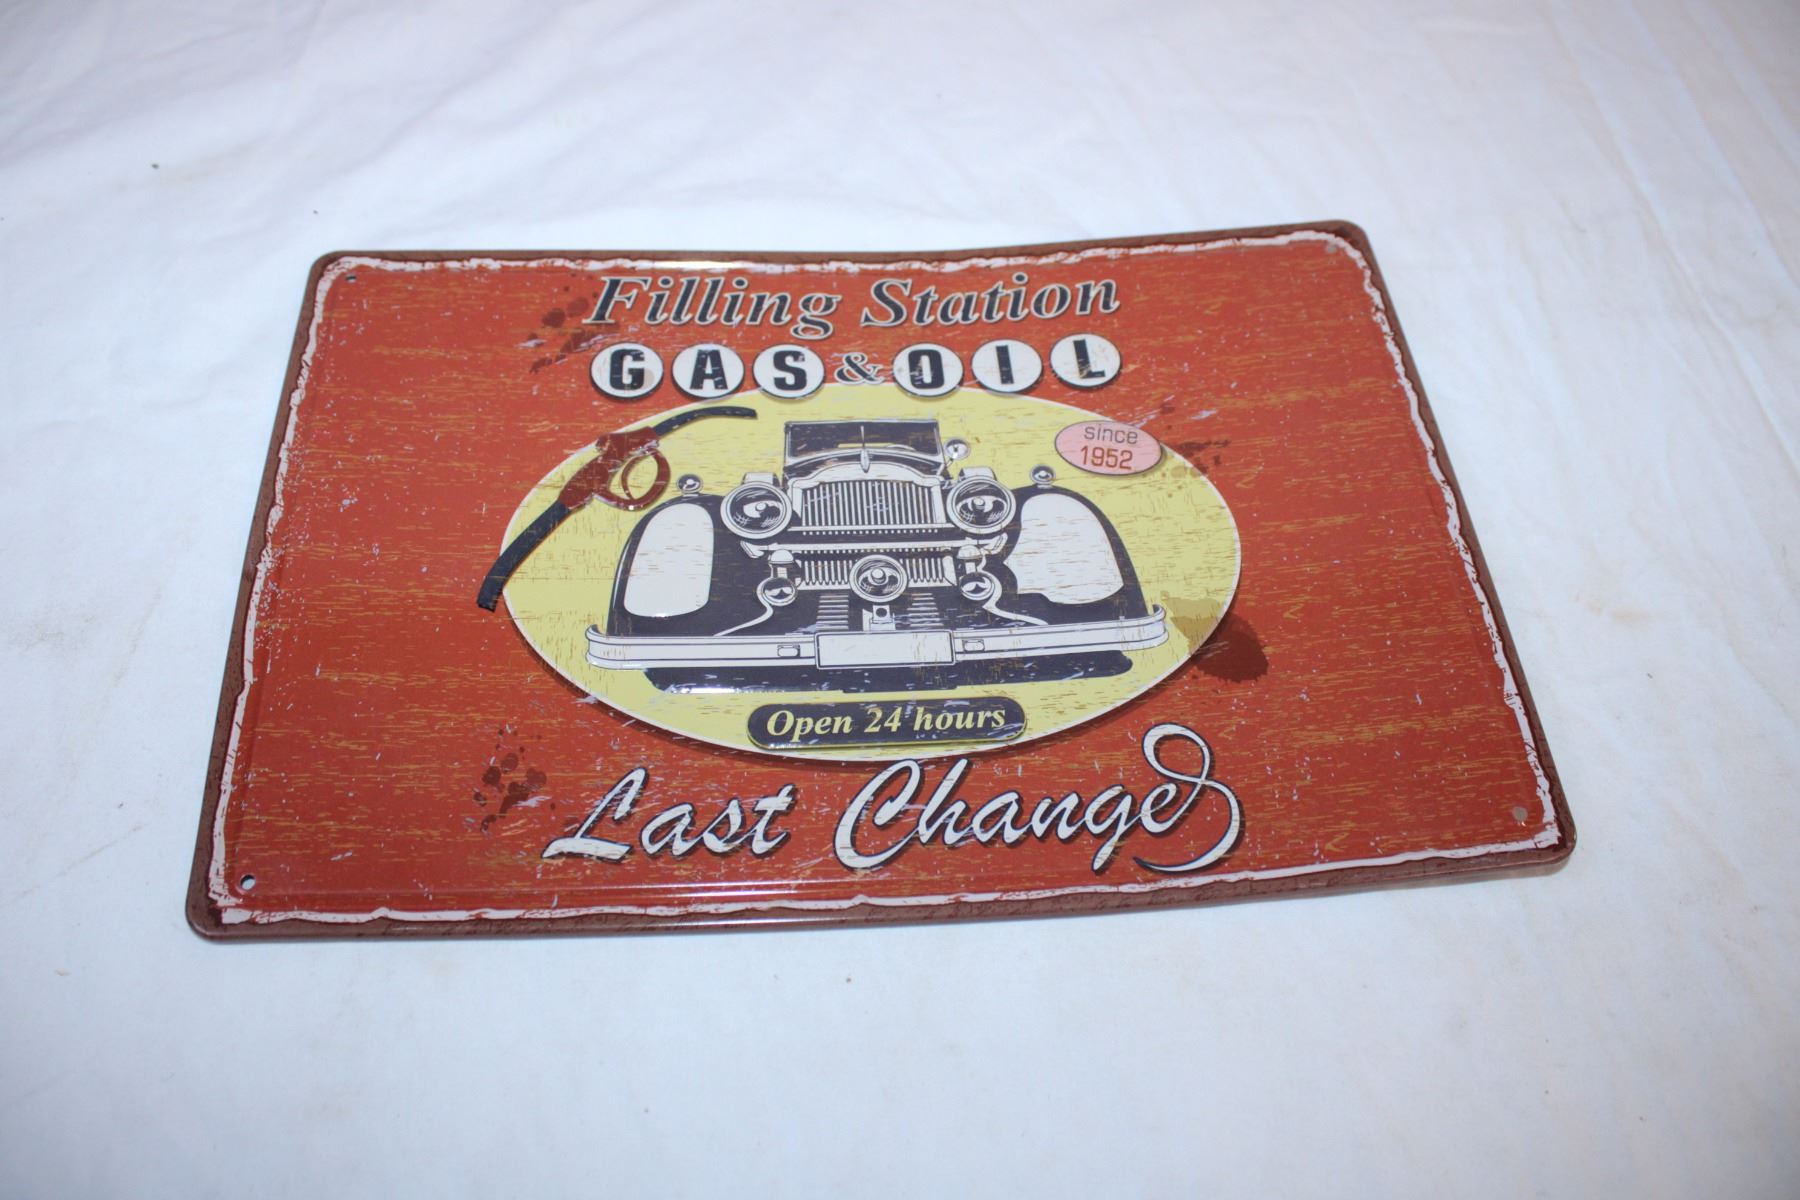 Filling Station
GAS & OIL
since
1952
Open 24 hours
Last Change